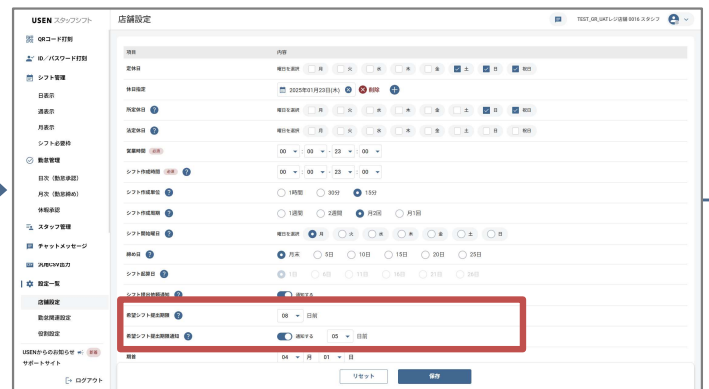 USEN スタッフシフト
店舗設定
TEST_QR_UATレジ店舗 0016 スタシフ
QRコード打刻
ID／パスワード打刻
シフト管理
日表示
週表示
月表示
シフト必要枠
勤怠管理
日次（勤怠承認）
月次（勤怠締め）
休暇承認
スタッフ管理
チャットメッセージ
汎用CSV出力
設定一覧
店舗設定
勤怠関連設定
役割設定
USENからのお知らせ 新着
サポートサイト
ログアウト
項目 内容
定休日 曜日を選択 月 火 水 木 金 土 日 祝日
休日指定 2025年01月23日(木) 削除
所定休日 曜日を選択 月 火 水 木 金 土 日 祝日
法定休日 曜日を選択 月 火 水 木 金 土 日 祝日
営業時間 必須 00 : 00 - 23 : 00
シフト作成時間 必須 00 : 00 - 23 : 00
シフト作成単位 1時間 30分 15分
シフト作成周期 1週間 2週間 月2回 月1回
シフト開始曜日 曜日を選択 月 火 水 木 金 土 日
締め日 月末 5日 10日 15日 20日 25日
シフト起算日 1日 6日 11日 16日 21日 26日
シフト提出依頼通知 通知する
希望シフト提出期限 08 日前
希望シフト提出期限通知 通知する 05 日前
期首 04 月 01 日
リセット 保存